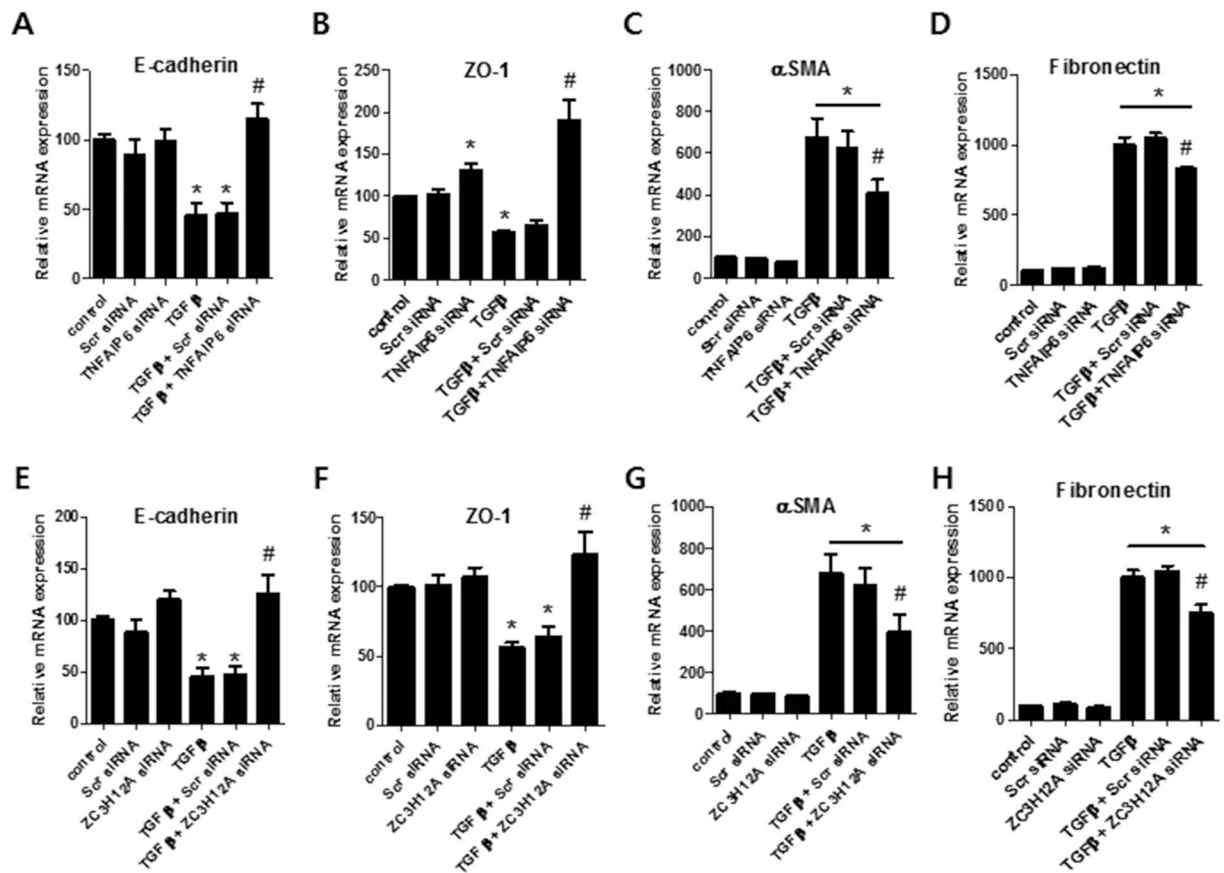 A
E-cadherin
Relative mRNA expression
150
100
50
0
#
*
*
control
Scr siRNA
TNFAIP6 siRNA
TGFβ
TGFβ+ Scr siRNA
TGFβ+ TNFAIP6 siRNA
B
ZO-1
Relative mRNA expression
250
200
150
100
50
0
*
*
#
control
Scr siRNA
TNFAIP6 siRNA
TGFβ
TGFβ+ Scr siRNA
TGFβ+TNFAIP6 siRNA
C
α.SMA
Relative mRNA expression
1000
800
600
400
200
0
*
#
control
Scr siRNA
TNFAIP6 siRNA
TGFβ
TGFβ+ Scr siRNA
TGFβ+ TNFAIP6 siRNA
D
Fibronectin
Relative mRNA expression
1500
1000
500
0
*
#
control
Scr siRNA
TNFAIP6 siRNA
TGFβ
TGFβ+ Scr siRNA
TGFβ+TNFAIP6 siRNA
E
E-cadherin
Relative mRNA expression
200
150
100
50
0
*
*
#
control
Scr siRNA
ZC3H12A siRNA
TGFβ
TGFβ+ Scr siRNA
TGFβ+ ZC3H12A siRNA
F
ZO-1
Relative mRNA expression
150
100
50
0
*
*
#
control
Scr siRNA
ZC3H12A siRNA
TGFβ
TGFβ+ Scr siRNA
TGFβ+ ZC3H12A siRNA
G
α.SMA
Relative mRNA expression
1000
800
600
400
200
0
*
#
control
Scr siRNA
ZC3H12A siRNA
TGFβ
TGFβ+ Scr siRNA
TGFβ+ ZC3H12A siRNA
H
Fibronectin
Relative mRNA expression
1500
1000
500
0
*
#
control
Scr siRNA
ZC3H12A siRNA
TGFβ
TGFβ + Scr siRNA
TGFβ + ZC3H12A siRNA